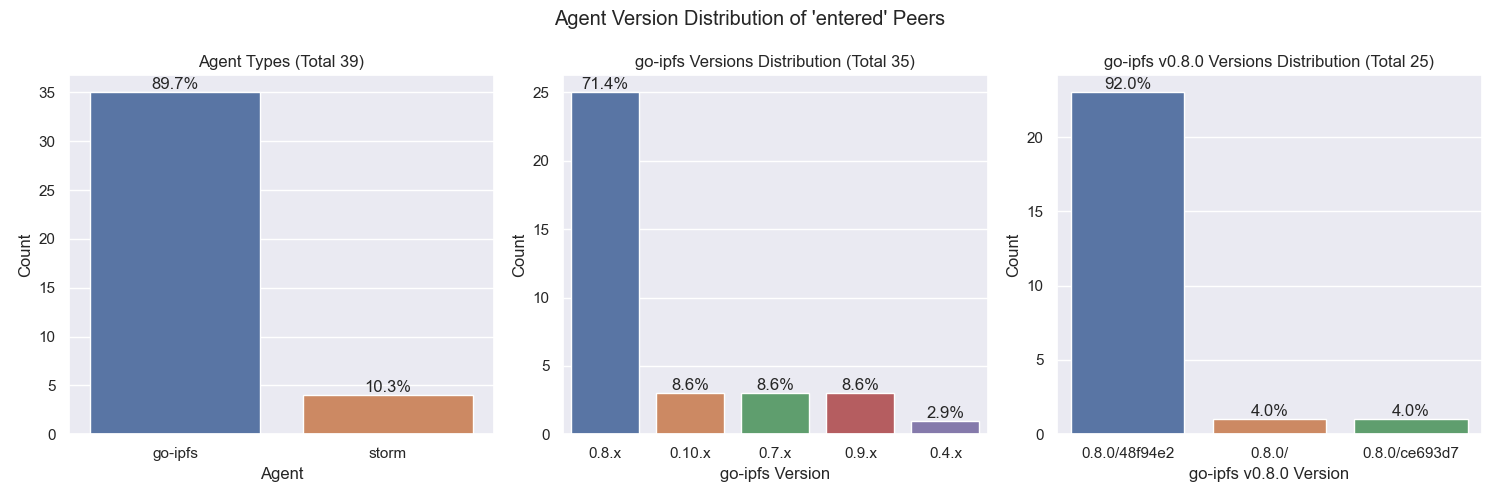 Agent Version Distribution of 'entered' Peers
Agent Types (Total 39)
89.7%
10.3%
35
30
25
20
15
10
5
0
Count
go-ipfs
storm
Agent
go-ipfs Versions Distribution (Total 35)
71.4%
8.6%
8.6%
8.6%
2.9%
25
20
15
10
5
0
Count
0.8.x
0.10.x
0.7.x
0.9.x
0.4.x
go-ipfs Version
go-ipfs v0.8.0 Versions Distribution (Total 25)
92.0%
4.0%
4.0%
20
15
10
5
0
Count
0.8.0/48f94e2
0.8.0/
0.8.0/ce693d7
go-ipfs v0.8.0 Version